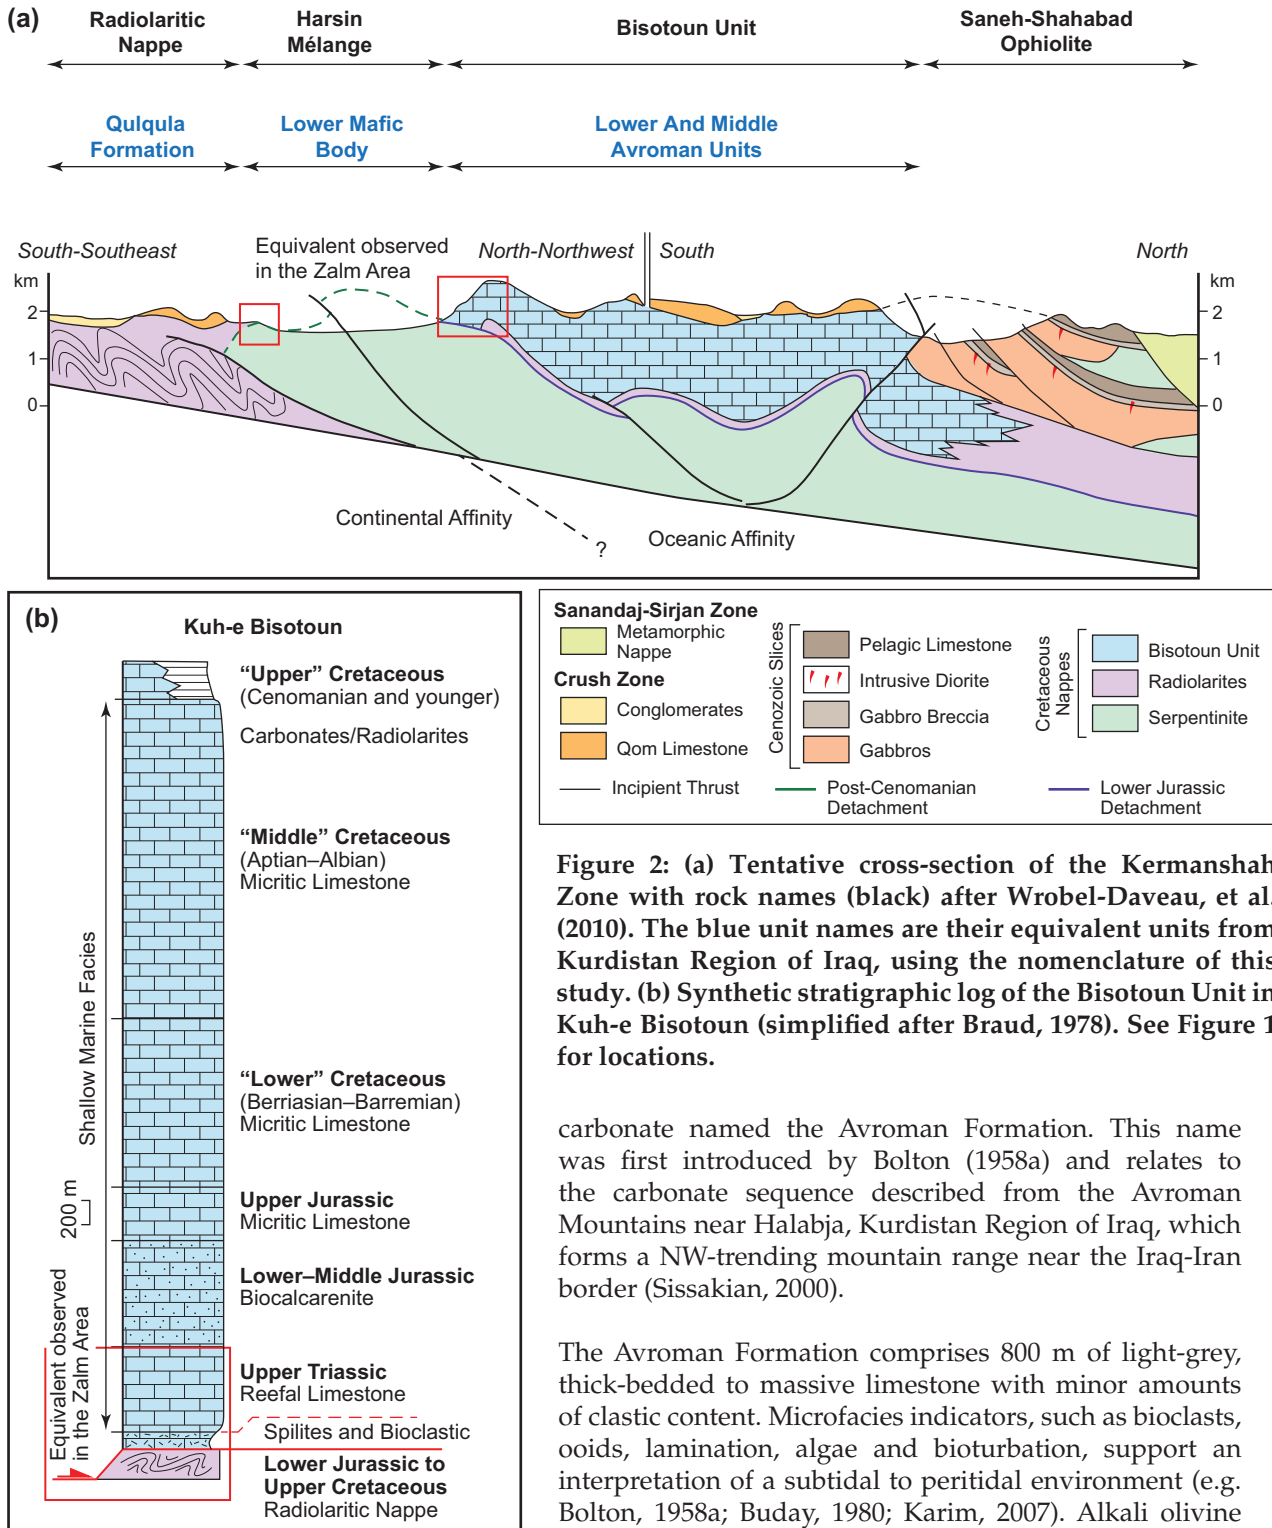 (a)
Radiolaritic
Nappe
Harsin
Mélange
Bisotoun Unit
Saneh-Shahabad
Ophiolite
Qulqula
Formation
Lower Mafic
Body
Lower And Middle
Avroman Units
South-Southeast
Equivalent observed
in the Zalm Area
North-Northwest
South
North
km
2
1
0
km
2
1
0
Continental Affinity
?
Oceanic Affinity
(b)
Kuh-e Bisotoun
"Upper" Cretaceous
(Cenomanian and younger)
Carbonates/Radiolarites
"Middle" Cretaceous
(Aptian–Albian)
Micritic Limestone
"Lower" Cretaceous
(Berriasian–Barremian)
Micritic Limestone
Upper Jurassic
Micritic Limestone
Lower–Middle Jurassic
Biocalcarenite
Upper Triassic
Reefal Limestone
Spilites and Bioclastic
Lower Jurassic to
Upper Cretaceous
Radiolaritic Nappe
Shallow Marine Facies
200 m
Equivalent observed
in the Zalm Area
Sanandaj-Sirjan Zone
Metamorphic
Nappe
Crush Zone
Conglomerates
Qom Limestone
Cenozoic Slices
Pelagic Limestone
Intrusive Diorite
Gabbro Breccia
Gabbros
Cretaceous
Nappes
Bisotoun Unit
Radiolarites
Serpentinite
Incipient Thrust
Post-Cenomanian
Detachment
Lower Jurassic
Detachment
Figure 2: (a) Tentative cross-section of the Kermanshah
Zone with rock names (black) after Wrobel-Daveau, et al.
(2010). The blue unit names are their equivalent units from
Kurdistan Region of Iraq, using the nomenclature of this
study. (b) Synthetic stratigraphic log of the Bisotoun Unit in
Kuh-e Bisotoun (simplified after Braud, 1978). See Figure 1
for locations.
carbonate named the Avroman Formation. This name
was first introduced by Bolton (1958a) and relates to
the carbonate sequence described from the Avroman
Mountains near Halabja, Kurdistan Region of Iraq, which
forms a NW-trending mountain range near the Iraq-Iran
border (Sissakian, 2000).
The Avroman Formation comprises 800 m of light-grey,
thick-bedded to massive limestone with minor amounts
of clastic content. Microfacies indicators, such as bioclasts,
ooids, lamination, algae and bioturbation, support an
interpretation of a subtidal to peritidal environment (e.g.
Bolton, 1958a; Buday, 1980; Karim, 2007). Alkali olivine